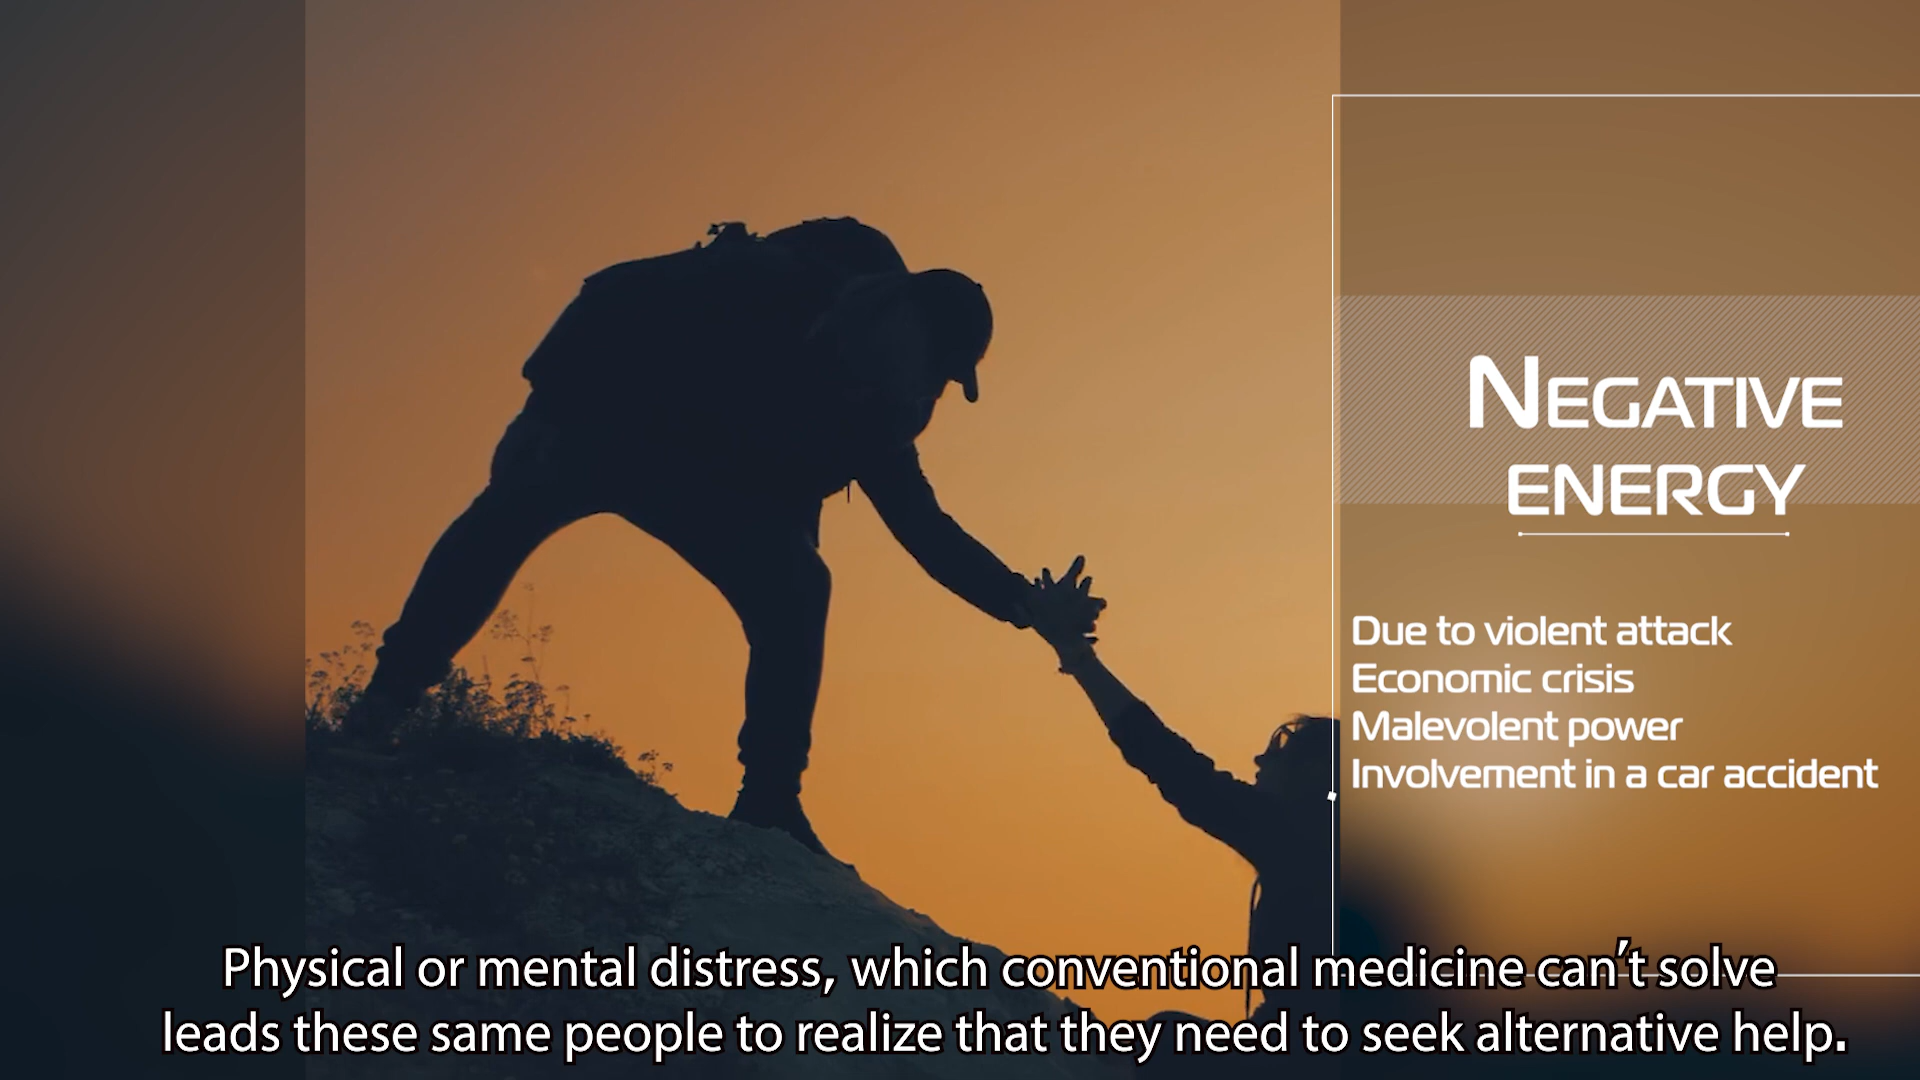 Negative
energy
Due to violent attack
Economic crisis
Malevolent power
Involvement in a car accident
Physical or mental distress, which conventional medicine can't solve
leads these same people to realize that they need to seek alternative help.